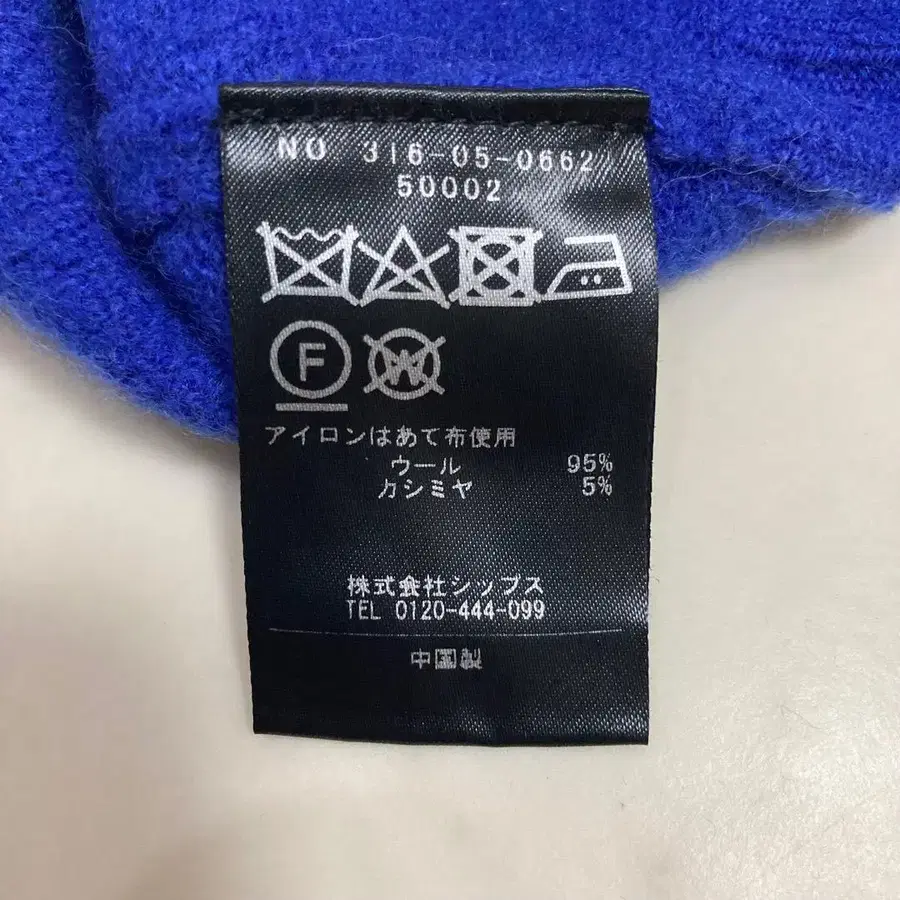 NO 316-05-0662
50002
F
W
アイロンはあて布使用
ウール 95%
カシミヤ 5%
株式会社シップス
TEL 0120-444-099
中国製